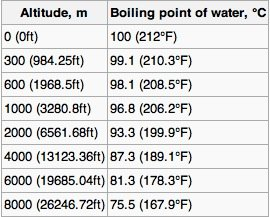 Altitude, m Boiling point of water, °C
0 (0ft) 100 (212°F)
300 (984.25ft) 99.1 (210.3°F)
600 (1968.5ft) 98.1 (208.5°F)
1000 (3280.8ft) 96.8 (206.2°F)
2000 (6561.68ft) 93.3 (199.9°F)
4000 (13123.36ft) 87.3 (189.1°F)
6000 (19685.04ft) 81.3 (178.3°F)
8000 (26246.72ft) 75.5 (167.9°F)